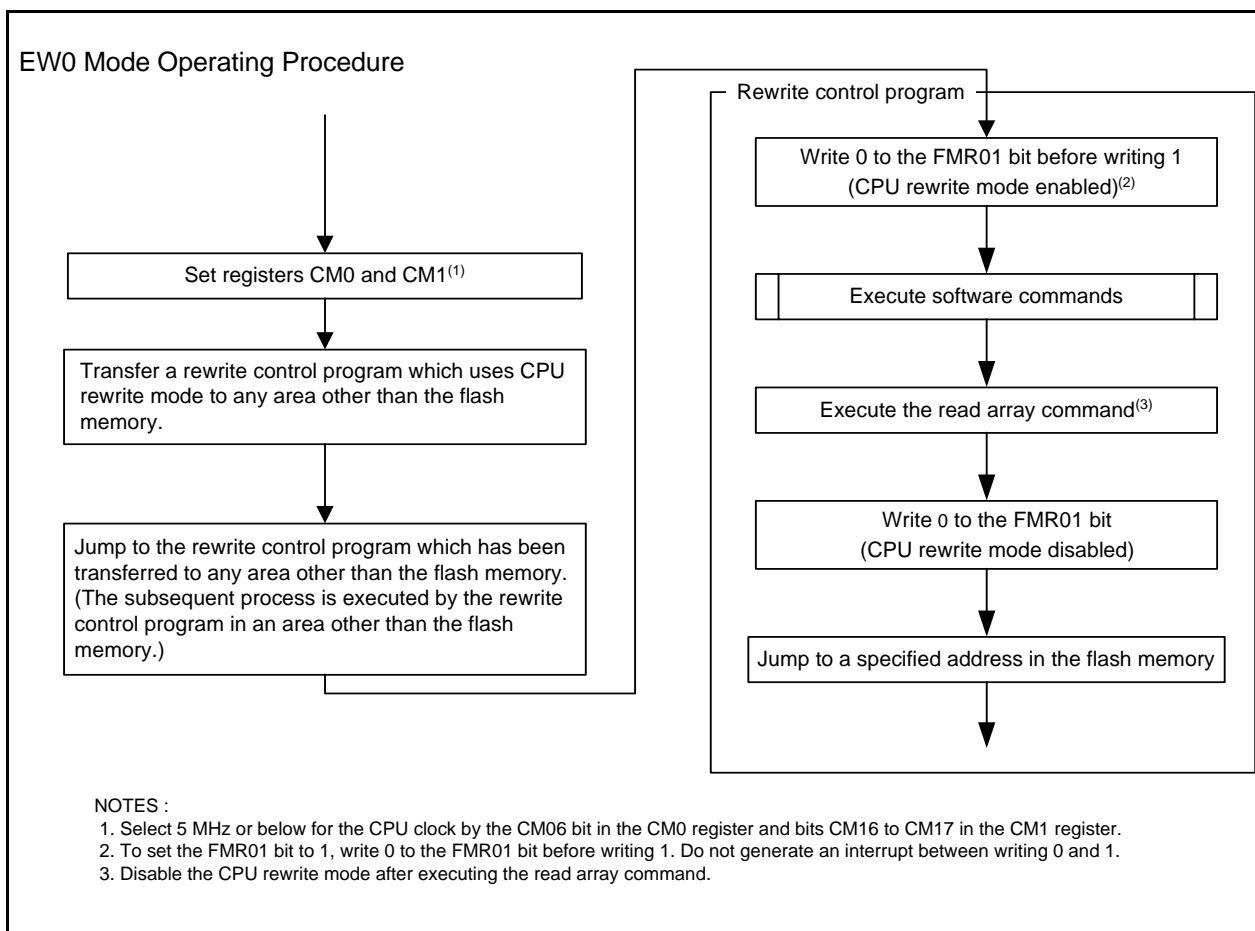 EW0 Mode Operating Procedure
Set registers CM0 and CM1(1)
Transfer a rewrite control program which uses CPU
rewrite mode to any area other than the flash
memory.
Jump to the rewrite control program which has been
transferred to any area other than the flash memory.
(The subsequent process is executed by the rewrite
control program in an area other than the flash
memory.)
Rewrite control program
Write 0 to the FMR01 bit before writing 1
(CPU rewrite mode enabled)(2)
Execute software commands
Execute the read array command(3)
Write 0 to the FMR01 bit
(CPU rewrite mode disabled)
Jump to a specified address in the flash memory
NOTES :
1. Select 5 MHz or below for the CPU clock by the CM06 bit in the CM0 register and bits CM16 to CM17 in the CM1 register.
2. To set the FMR01 bit to 1, write 0 to the FMR01 bit before writing 1. Do not generate an interrupt between writing 0 and 1.
3. Disable the CPU rewrite mode after executing the read array command.